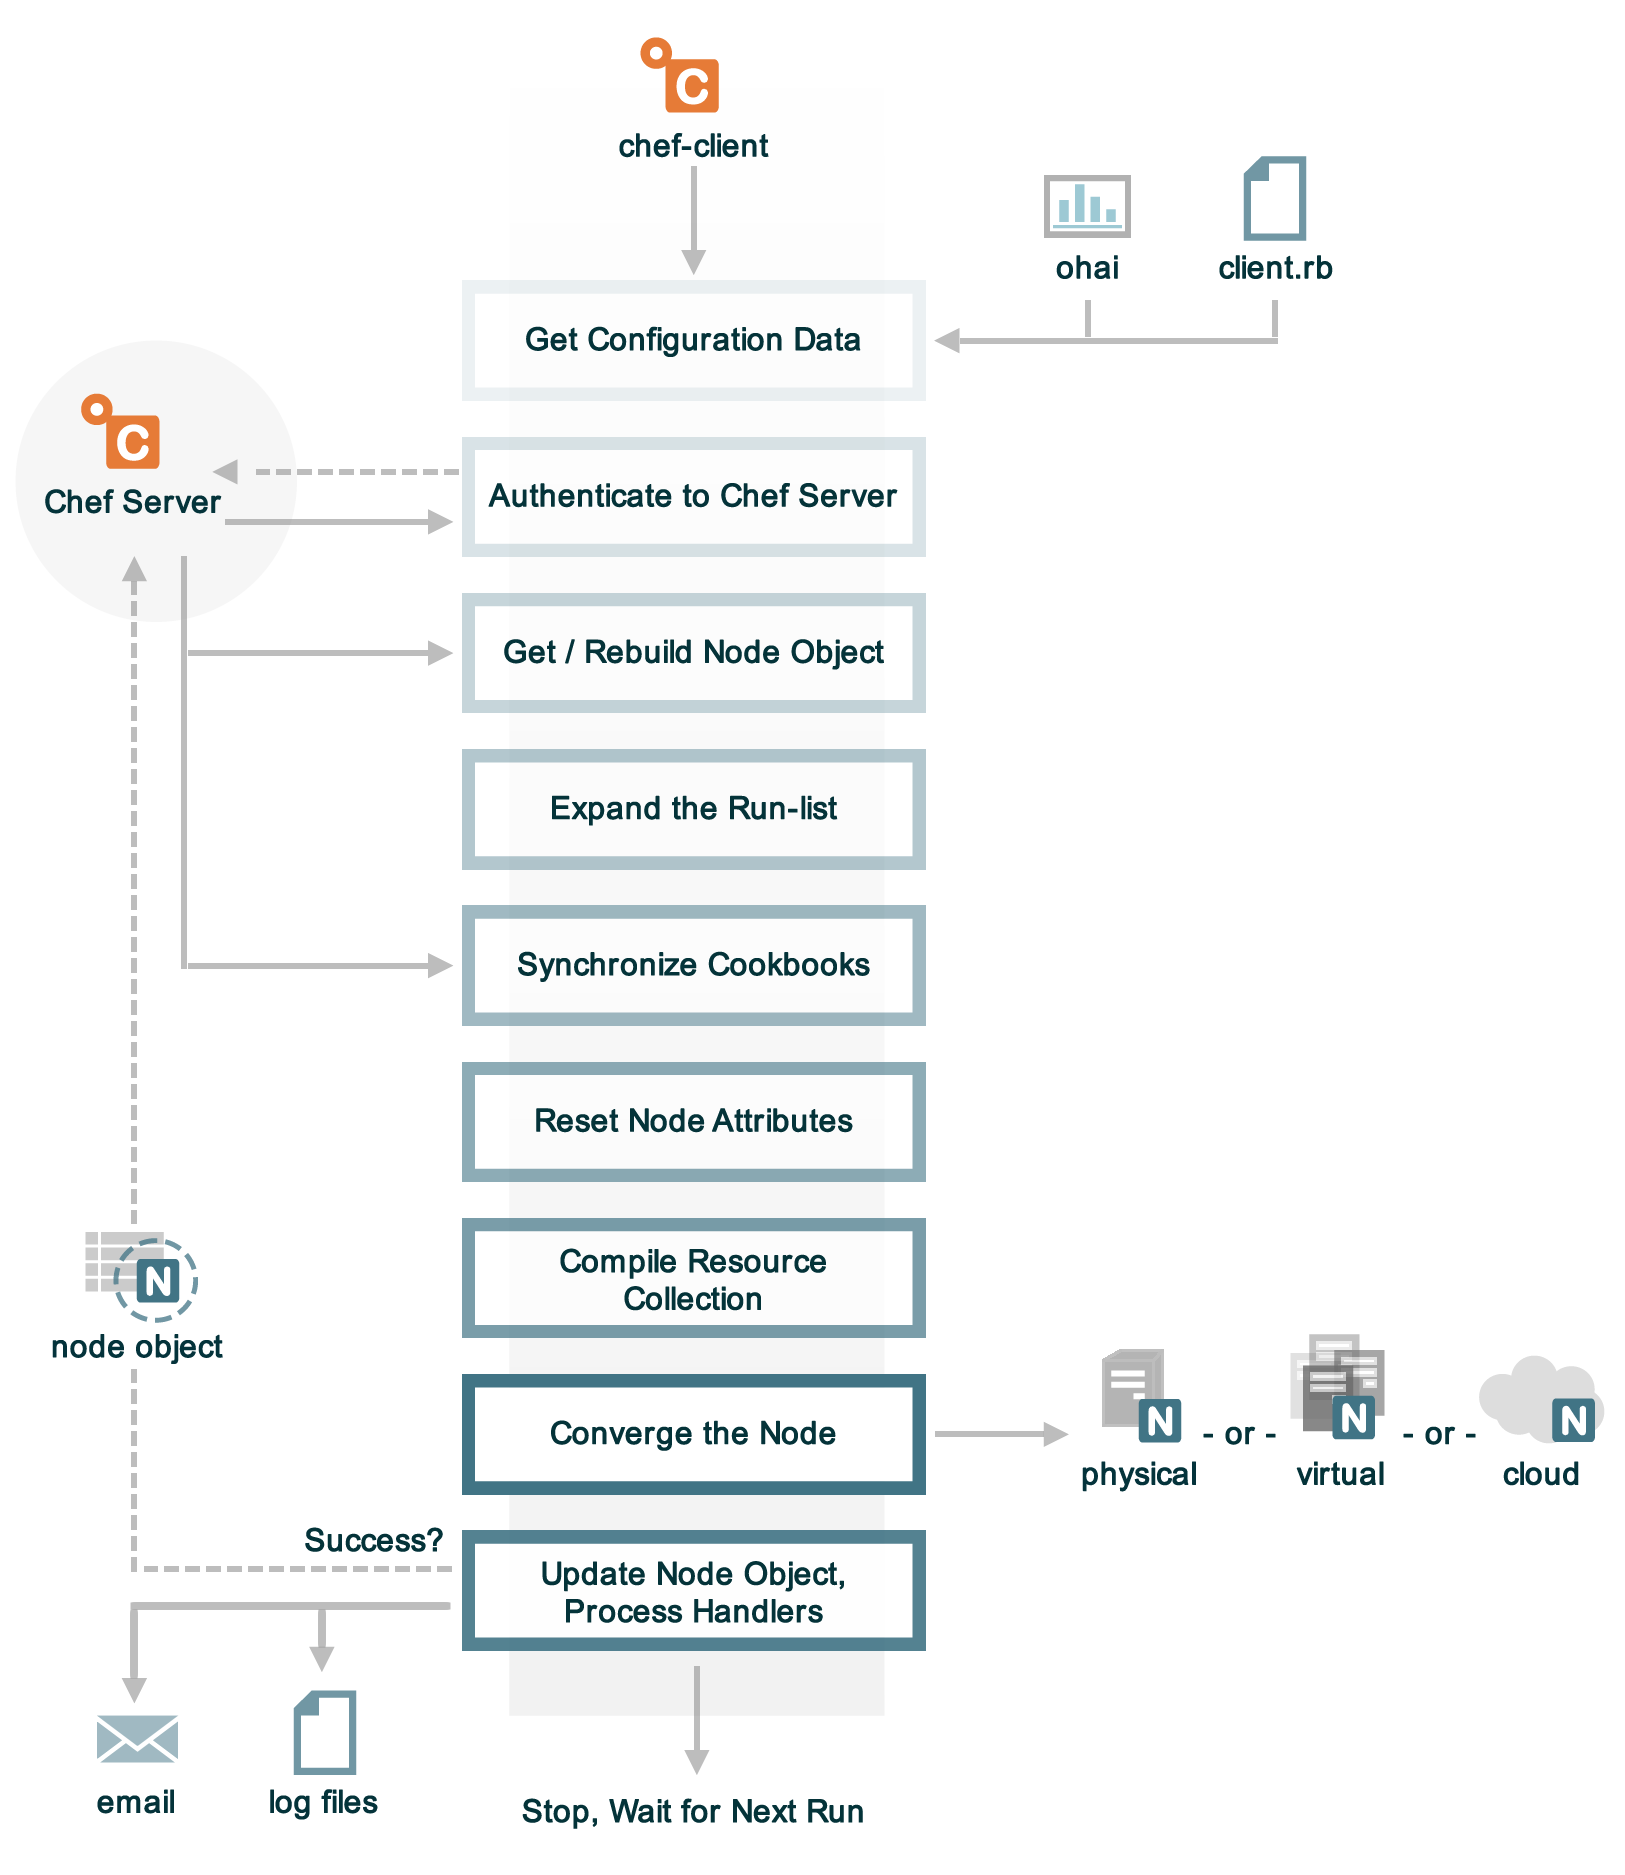 C
chef-client
ohai
client.rb
Get Configuration Data
C
Chef Server
Authenticate to Chef Server
Get / Rebuild Node Object
Expand the Run-list
Synchronize Cookbooks
Reset Node Attributes
Compile Resource
Collection
N
node object
Converge the Node
N
- or -
N
- or -
N
physical
virtual
cloud
Success?
Update Node Object,
Process Handlers
email
log files
Stop, Wait for Next Run